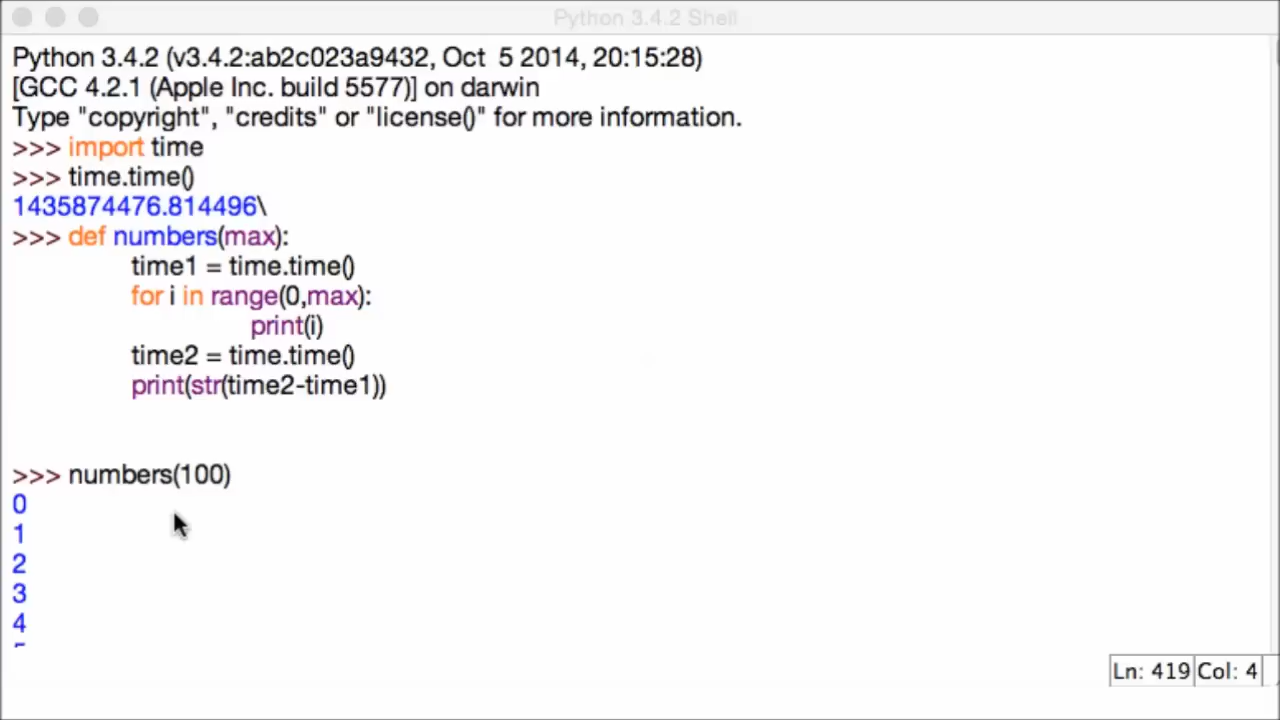 Python 3.4.2 Shell
Python 3.4.2 (v3.4.2:ab2c023a9432, Oct  5 2014, 20:15:28)
[GCC 4.2.1 (Apple Inc. build 5577)] on darwin
Type "copyright", "credits" or "license()" for more information.
>>> import time
>>> time.time()
1435874476.814496\
>>> def numbers(max):
	time1 = time.time()
	for i in range(0,max):
		print(i)
	time2 = time.time()
	print(str(time2-time1))
>>> numbers(100)
0
1
2
3
4
Ln: 419 Col: 4